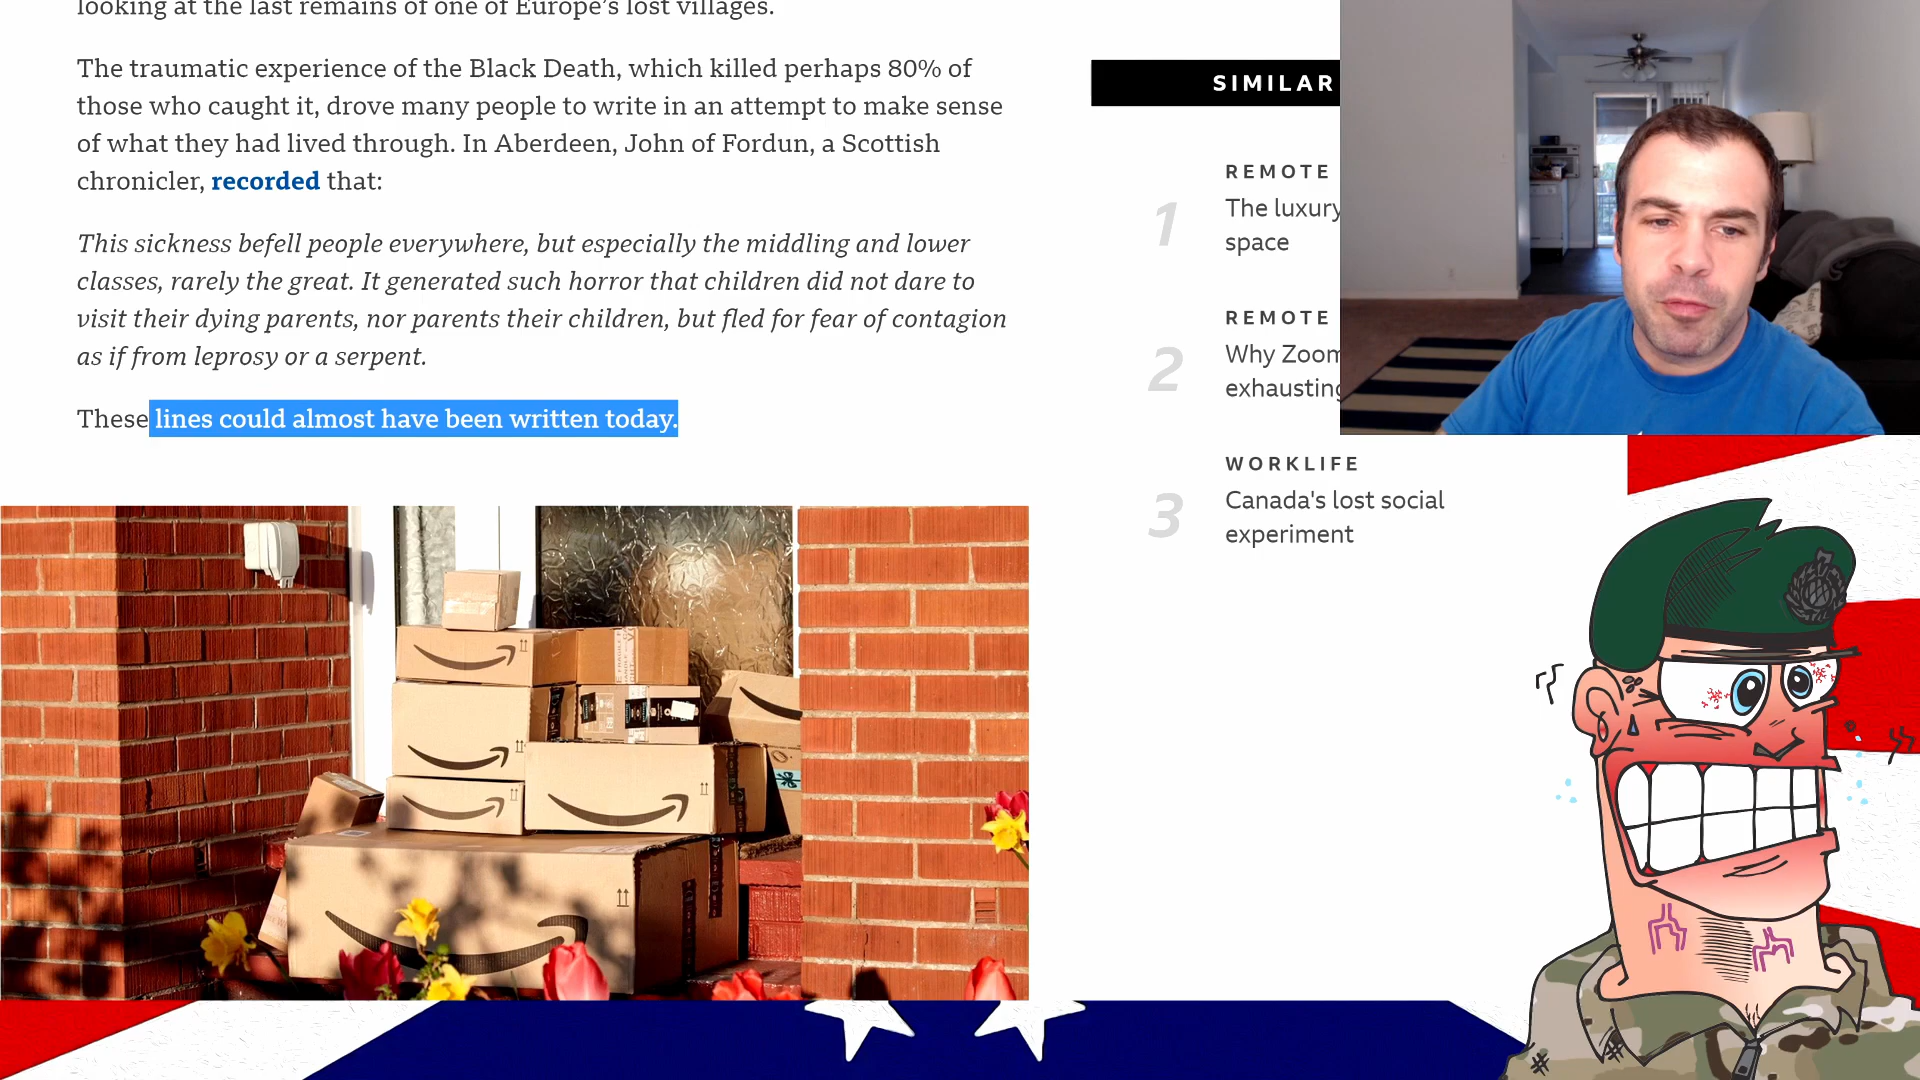 looking at the last remains of one of Europe's lost villages.
The traumatic experience of the Black Death, which killed perhaps 80% of
those who caught it, drove many people to write in an attempt to make sense
of what they had lived through. In Aberdeen, John of Fordun, a Scottish
chronicler, recorded that:
This sickness befell people everywhere, but especially the middling and lower
classes, rarely the great. It generated such horror that children did not dare to
visit their dying parents, nor parents their children, but fled for fear of contagion
as if from leprosy or a serpent.
These lines could almost have been written today.
SIMILAR
REMOTE
1
The luxury
space
REMOTE
2
Why Zoom
exhausting
WORKLIFE
3
Canada's lost social
experiment